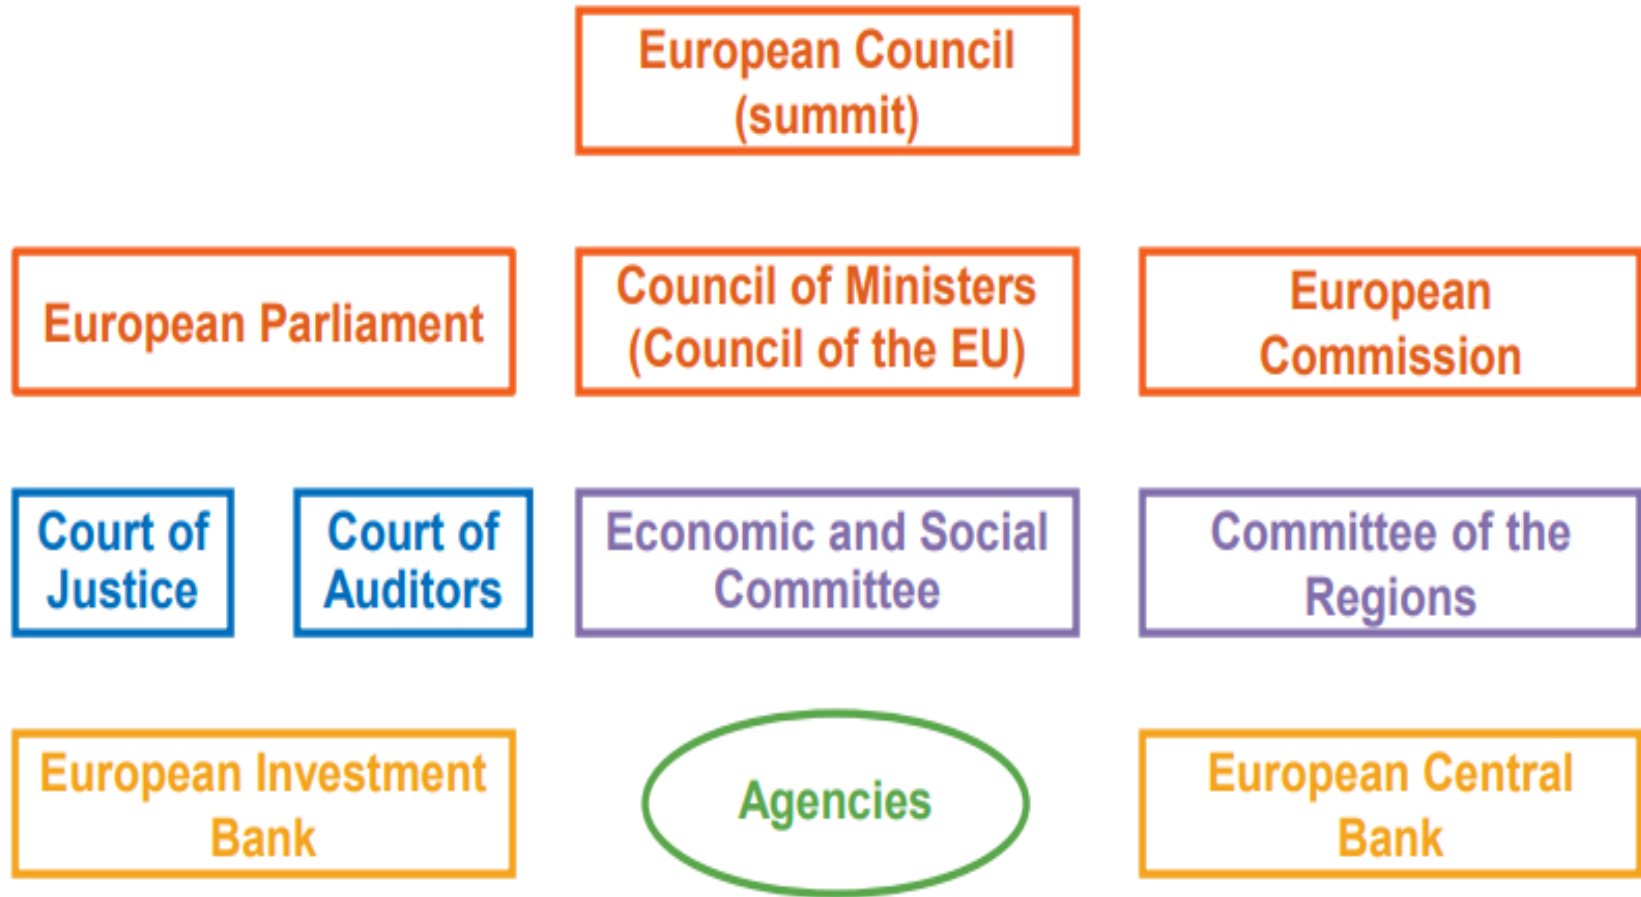 European Council
(summit)
European Parliament
Council of Ministers
(Council of the EU)
European
Commission
Court of
Justice
Court of
Auditors
Economic and Social
Committee
Committee of the
Regions
European Investment
Bank
Agencies
European Central
Bank